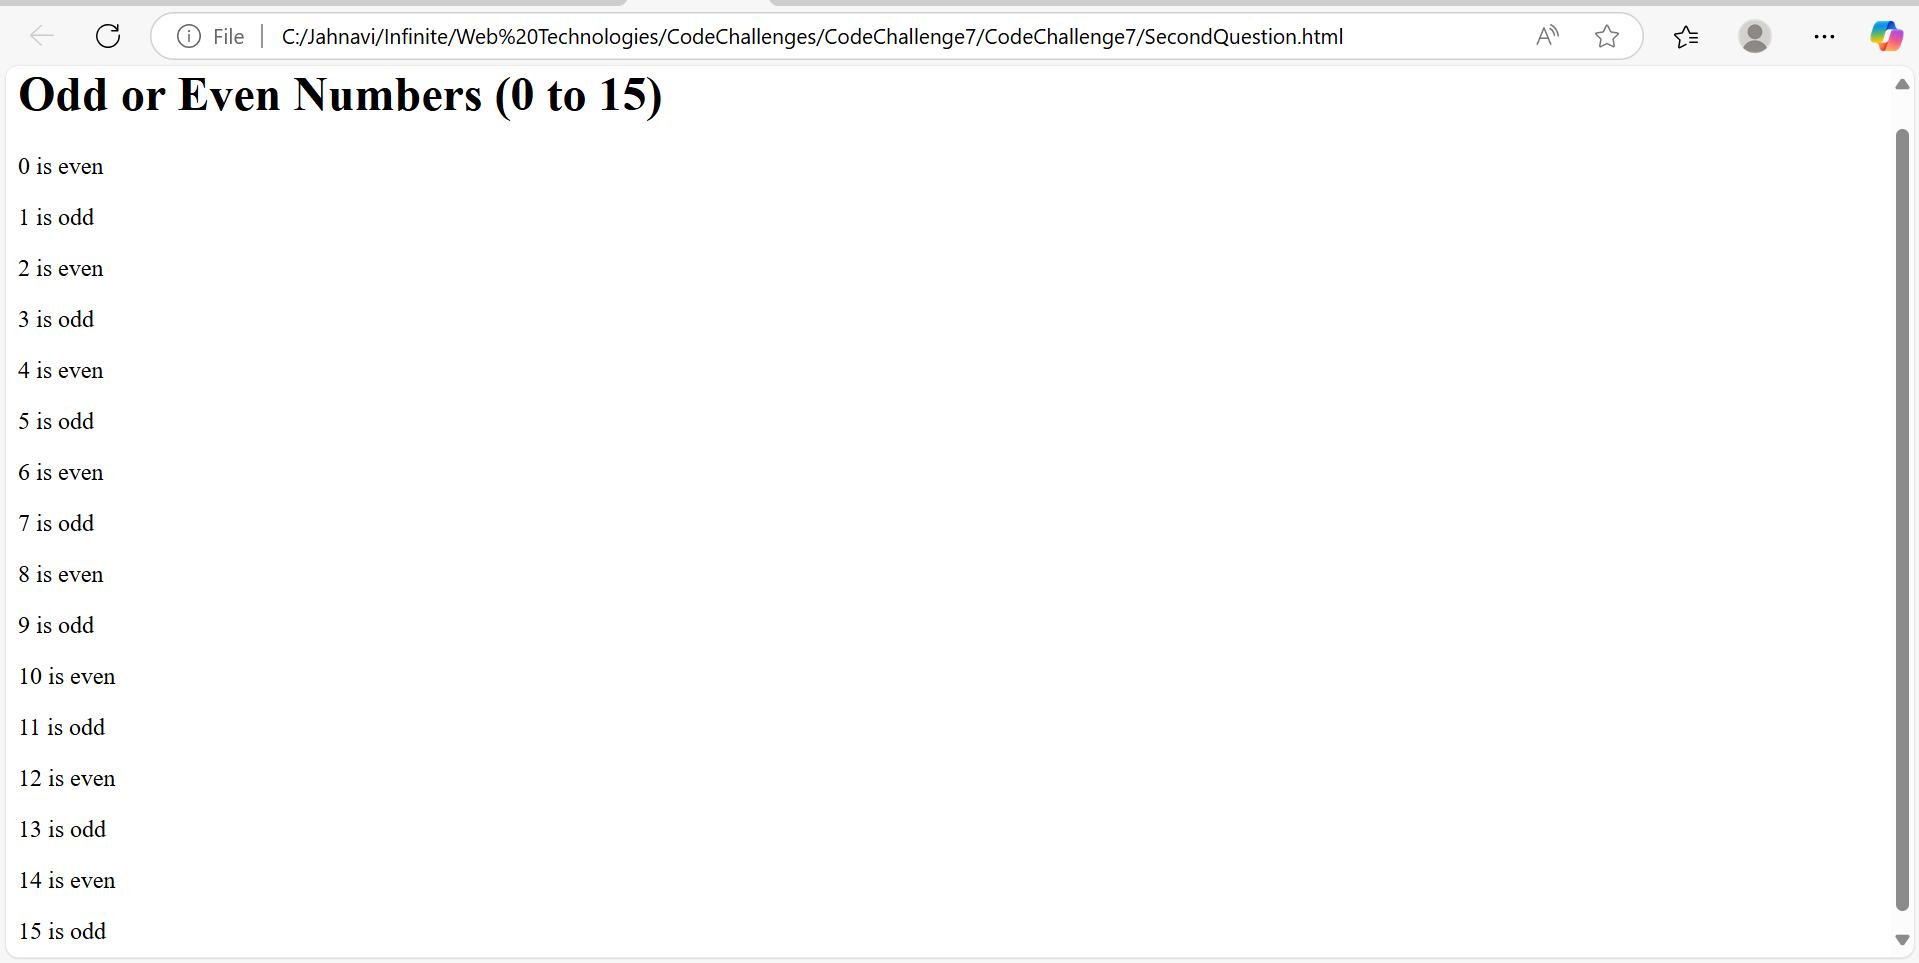 File C:/Jahnavi/Infinite/Web%20Technologies/CodeChallenges/CodeChallenge7/CodeChallenge7/SecondQuestion.html
Odd or Even Numbers (0 to 15)
0 is even
1 is odd
2 is even
3 is odd
4 is even
5 is odd
6 is even
7 is odd
8 is even
9 is odd
10 is even
11 is odd
12 is even
13 is odd
14 is even
15 is odd